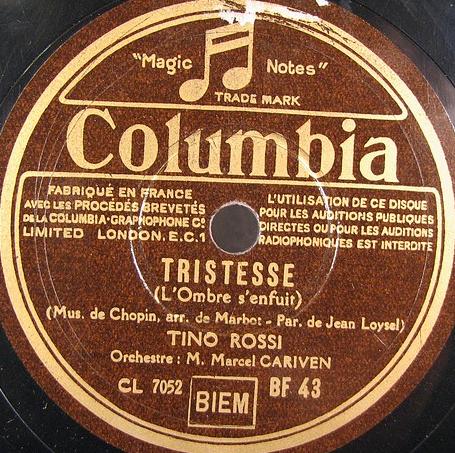 "Magic Notes"
TRADE MARK
Columbia
FABRIQUÉ EN FRANCE
AVEC LES PROCÉDÉS BREVETÉS
DE LA COLUMBIA-GRAPHOPHONE Cº
LIMITED LONDON.E.C.1
L'UTILISATION DE CE DISQUE
POUR LES AUDITIONS PUBLIQUES
DIRECTES OU POUR LES AUDITIONS
RADIOPHONIQUES EST INTERDITE
TRISTESSE
(L'Ombre s'enfuit)
(Mus. de Chopin, arr. de Marbot - Par. de Jean Loysel)
TINO ROSSI
Orchestre : M. Marcel CARIVEN
CL 7052 BIEM BF 43